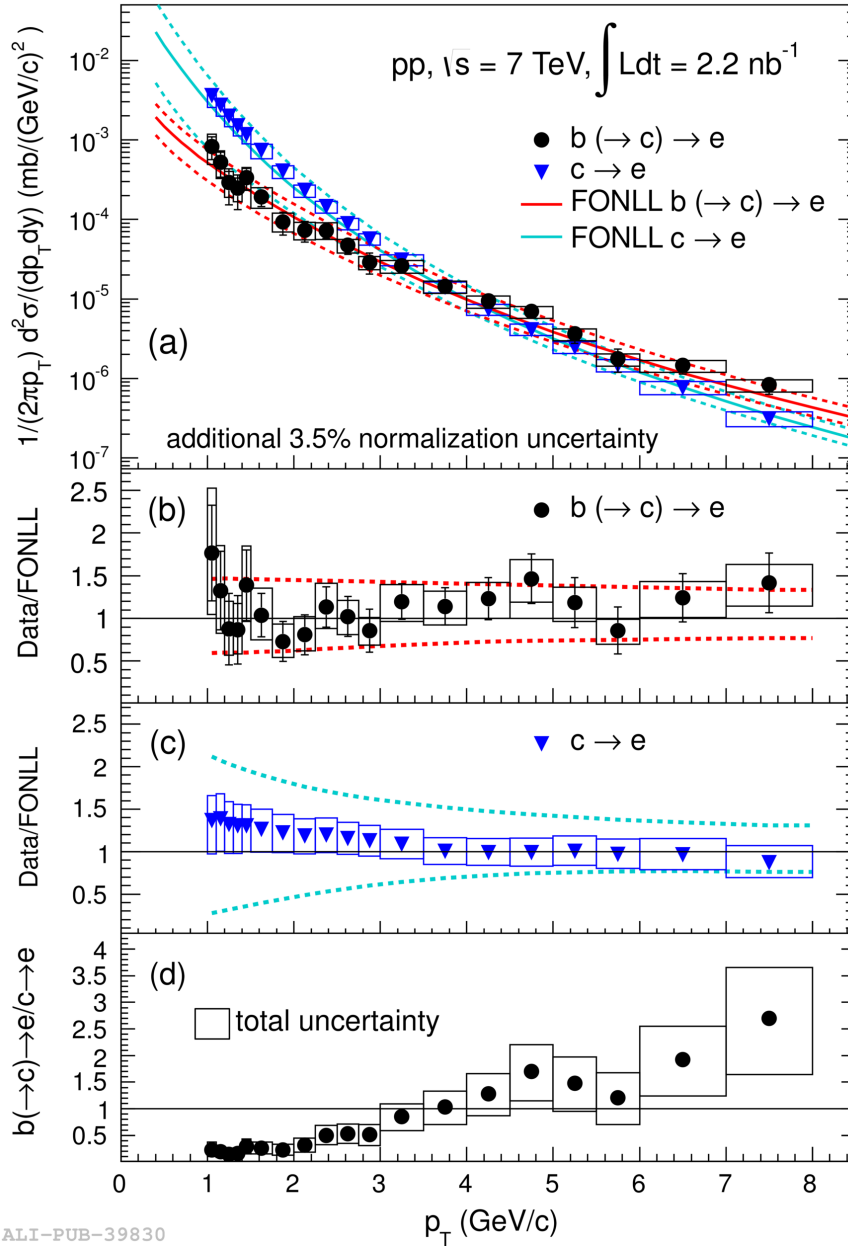 pp, √s = 7 TeV, ∫ Ldt = 2.2 nb⁻¹
b (→ c) → e
c → e
FONLL b (→ c) → e
FONLL c → e
1/(2πp_T) d²σ/(dp_Tdy) (mb/(GeV/c)²)
10⁻²
10⁻³
10⁻⁴
10⁻⁵
10⁻⁶
10⁻⁷
(a)
additional 3.5% normalization uncertainty
Data/FONLL
2.5
2
1.5
1
0.5
(b)
b (→ c) → e
Data/FONLL
2.5
2
1.5
1
0.5
(c)
c → e
b(→c)→e/c→e
4
3.5
3
2.5
2
1.5
1
0.5
(d)
total uncertainty
0 1 2 3 4 5 6 7 8
p_T (GeV/c)
ALI-PUB-39830